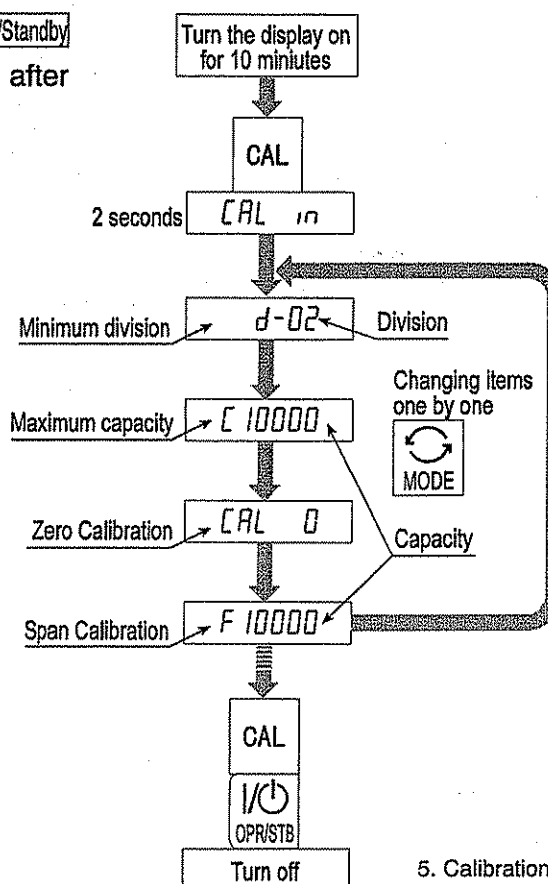 /Standby
after
Turn the display on
for 10 miniutes
CAL
2 seconds
CAL in
Minimum division
d-02
Division
Changing items
one by one
MODE
Maximum capacity
C 10000
Zero Calibration
CAL 0
Capacity
Span Calibration
F 10000
CAL
I/⏻
OPR/STB
Turn off
5. Calibration